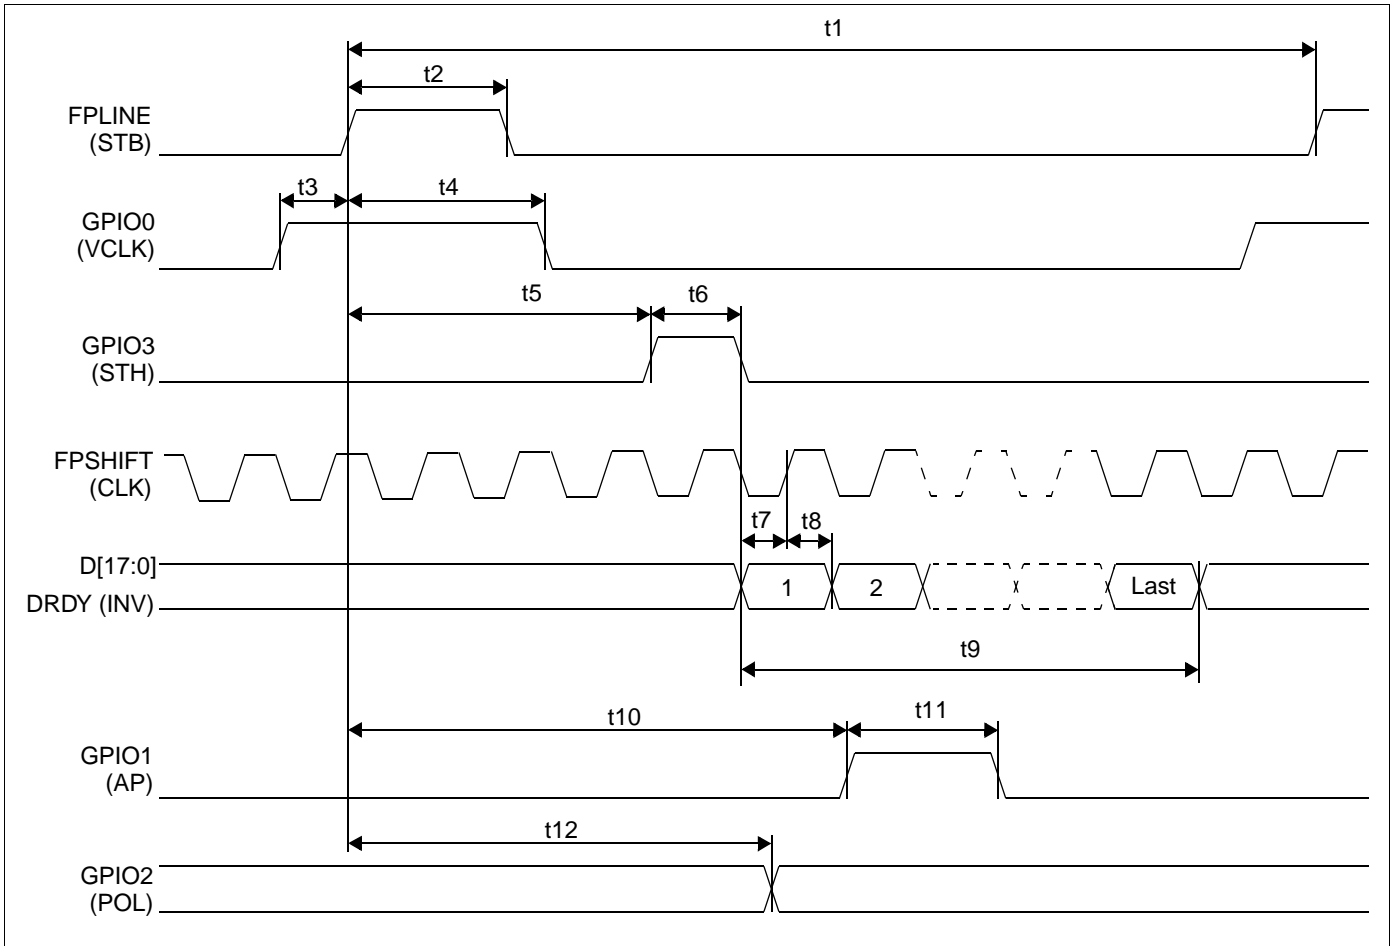 t1
t2
FPLINE
(STB)
t3
t4
GPIO0
(VCLK)
t5
t6
GPIO3
(STH)
FPSHIFT
(CLK)
t7
t8
D[17:0]
DRDY (INV)
1
2
Last
t9
t10
t11
GPIO1
(AP)
t12
GPIO2
(POL)